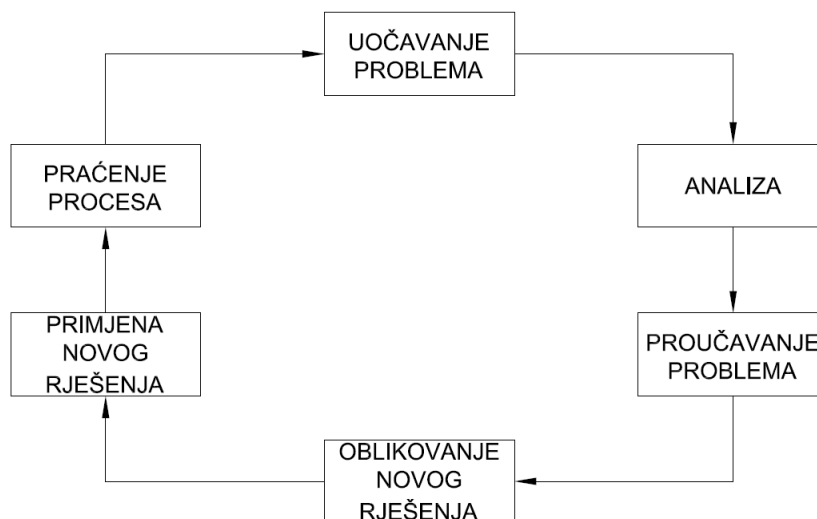 UOČAVANJE
PROBLEMA
ANALIZA
PROUČAVANJE
PROBLEMA
OBLIKOVANJE
NOVOG
RJEŠENJA
PRIMJENA
NOVOG
RJEŠENJA
PRAĆENJE
PROCESA